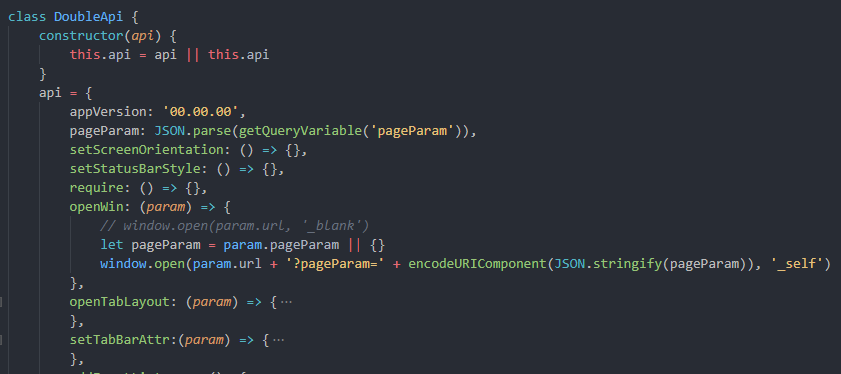 class DoubleApi {
constructor(api) {
this.api = api || this.api
}
api = {
appVersion: '00.00.00',
pageParam: JSON.parse(getQueryVariable('pageParam')),
setScreenOrientation: () => {},
setStatusBarStyle: () => {},
require: () => {},
openWin: (param) => {
// window.open(param.url, '_blank')
let pageParam = param.pageParam || {}
window.open(param.url + '?pageParam=' + encodeURIComponent(JSON.stringify(pageParam)), '_self')
},
openTabLayout: (param) => {⋯
},
setTabBarAttr:(param) => {⋯
},